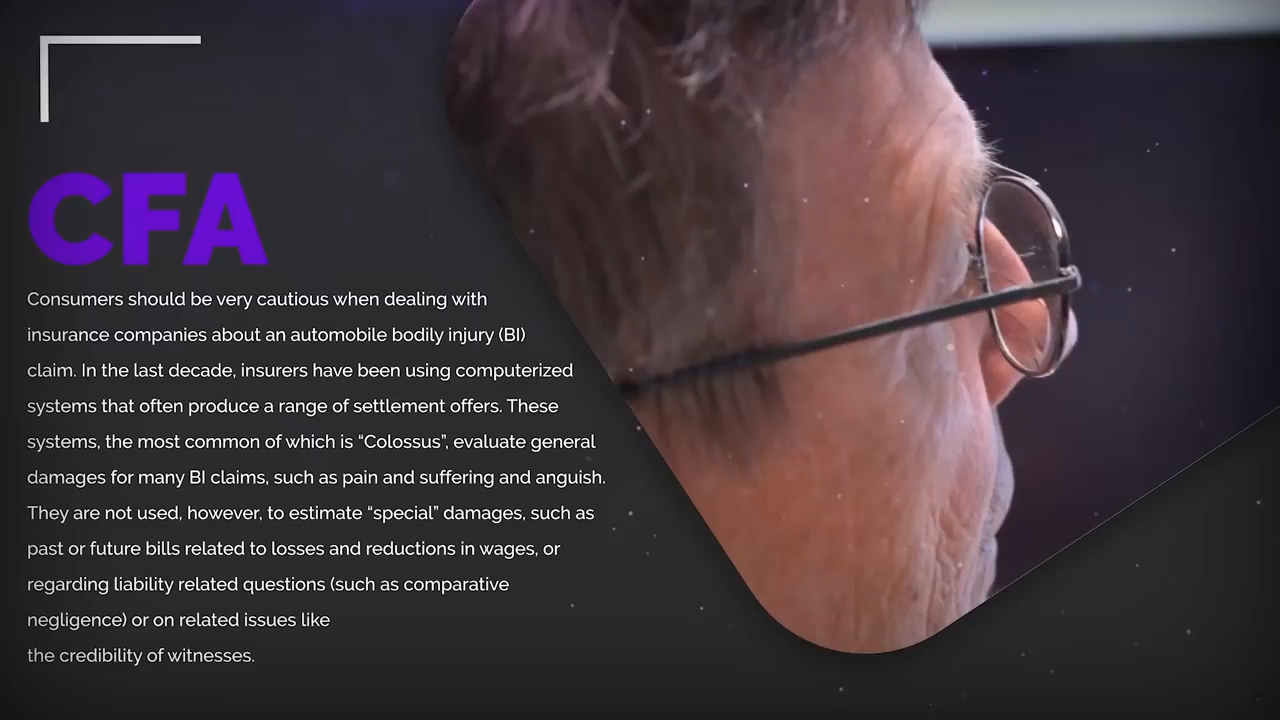 CFA
Consumers should be very cautious when dealing with
insurance companies about an automobile bodily injury (BI)
claim. In the last decade, insurers have been using computerized
systems that often produce a range of settlement offers. These
systems, the most common of which is “Colossus”, evaluate general
damages for many BI claims, such as pain and suffering and anguish.
They are not used, however, to estimate “special” damages, such as
past or future bills related to losses and reductions in wages, or
regarding liability related questions (such as comparative
negligence) or on related issues like
the credibility of witnesses.